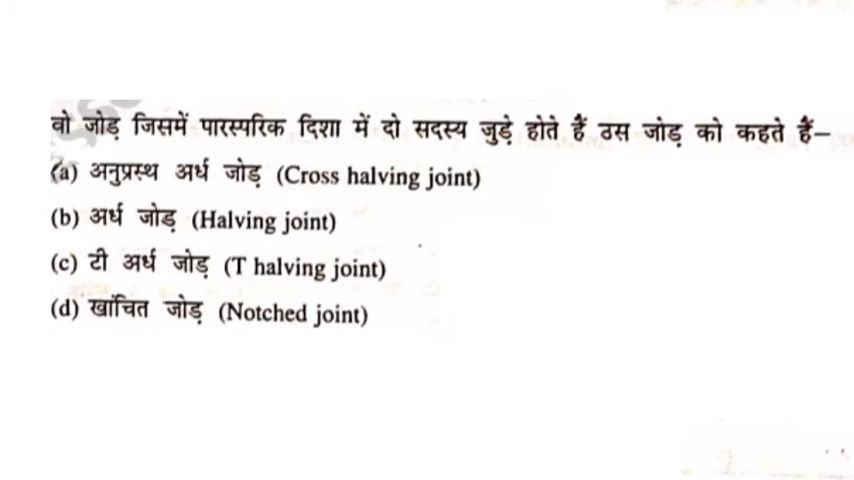 वो जोड़ जिसमें पारस्परिक दिशा में दो सदस्य जुड़े होते हैं उस जोड़ को कहते हैं–
(a) अनुप्रस्थ अर्ध जोड़ (Cross halving joint)
(b) अर्ध जोड़ (Halving joint)
(c) टी अर्ध जोड़ (T halving joint)
(d) खांचित जोड़ (Notched joint)